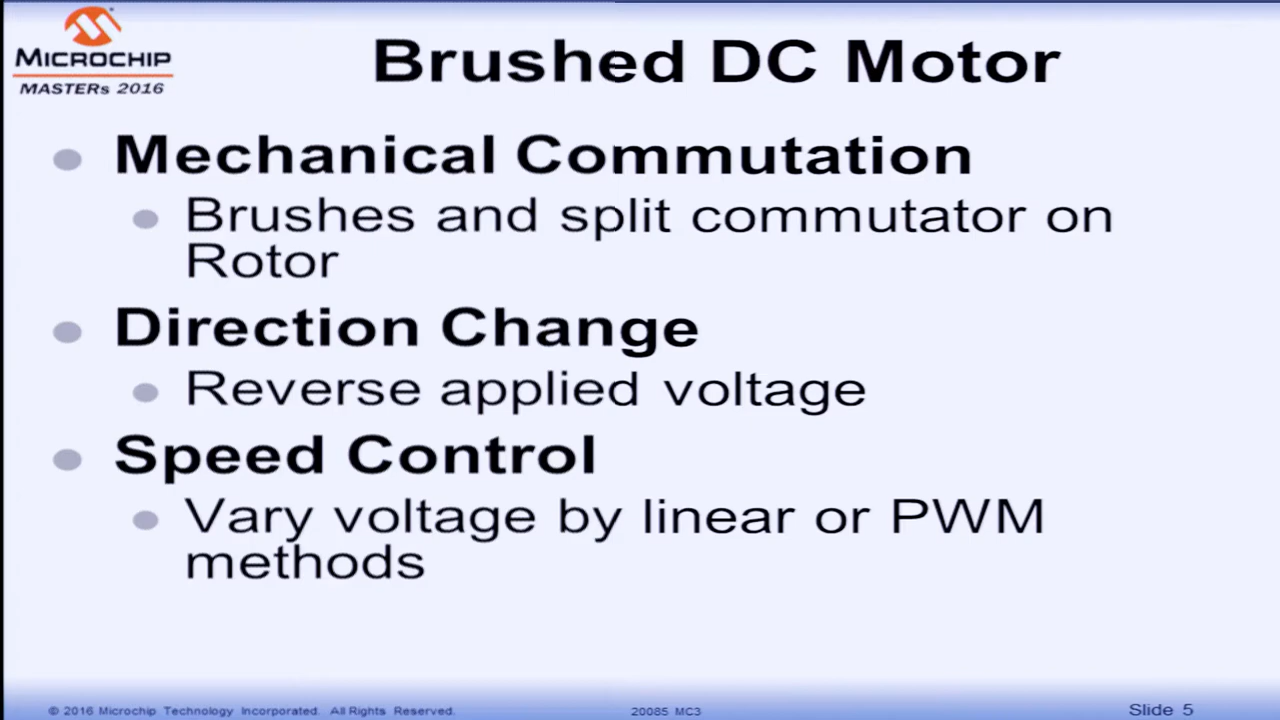 MICROCHIP
MASTERs 2016
Brushed DC Motor
Mechanical Commutation
Brushes and split commutator on
Rotor
Direction Change
Reverse applied voltage
Speed Control
Vary voltage by linear or PWM
methods
© 2016 Microchip Technology Incorporated. All Rights Reserved.
20085 MC3
Slide 5